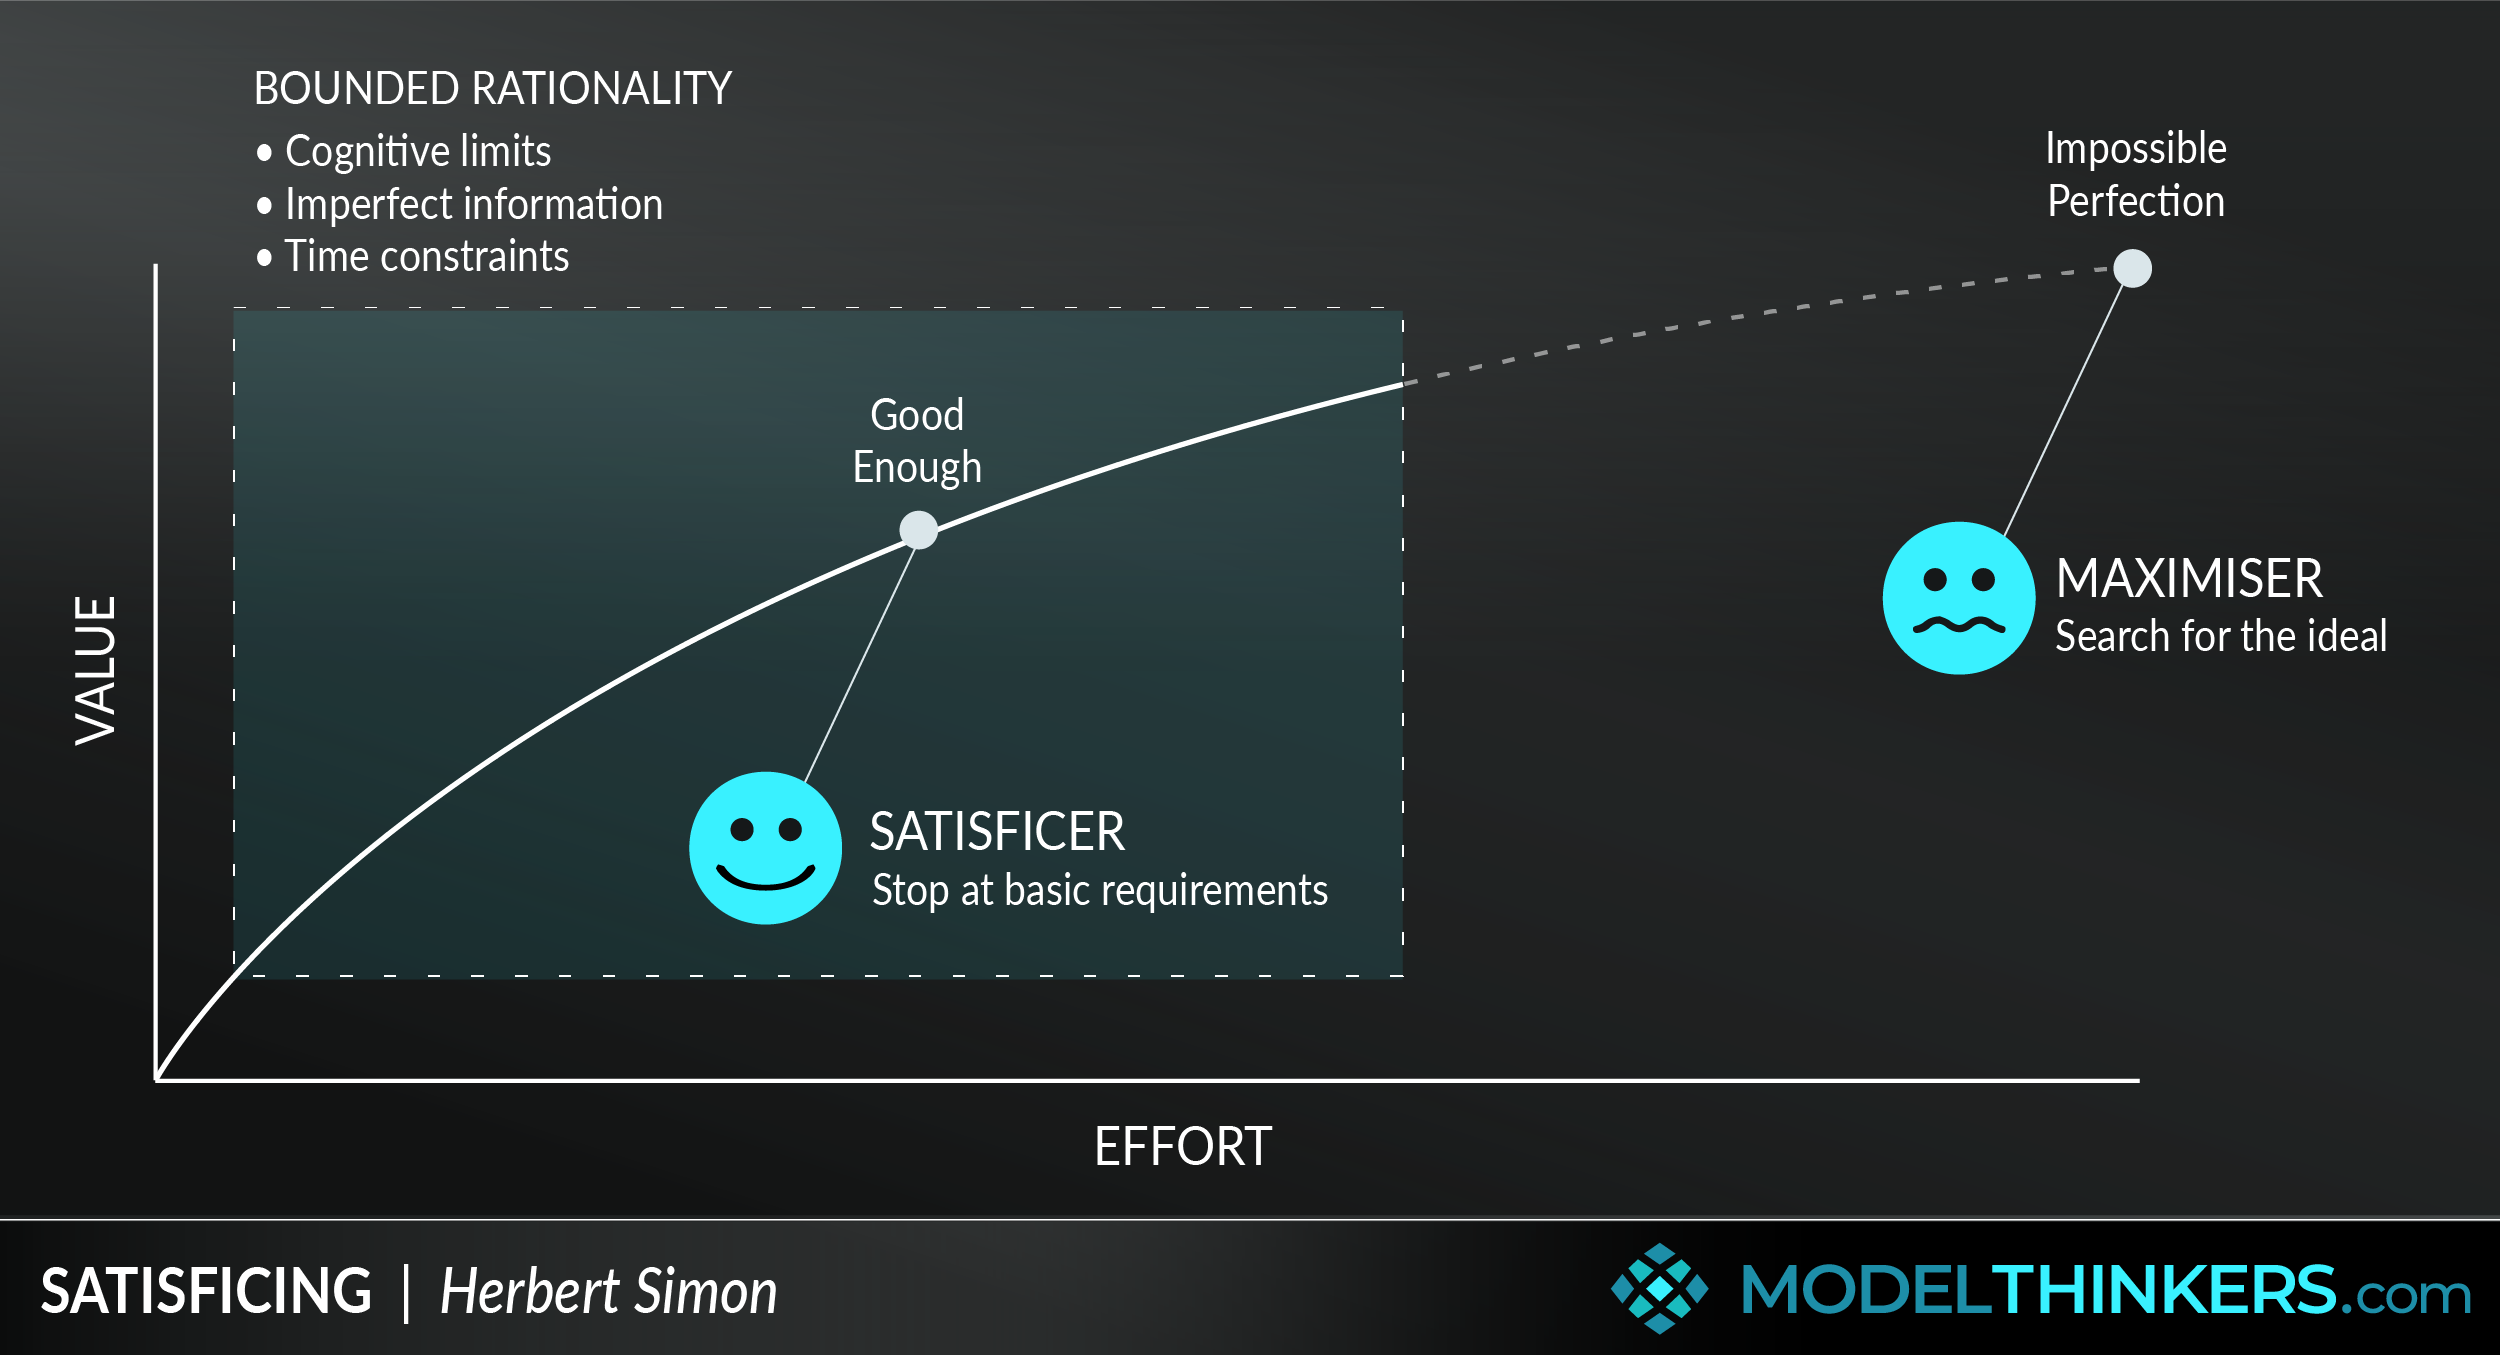 BOUNDED RATIONALITY
• Cognitive limits
• Imperfect information
• Time constraints
Impossible
Perfection
Good
Enough
MAXIMISER
Search for the ideal
VALUE
SATISFICER
Stop at basic requirements
EFFORT
SATISFICING | Herbert Simon
MODELTHINKERS.com